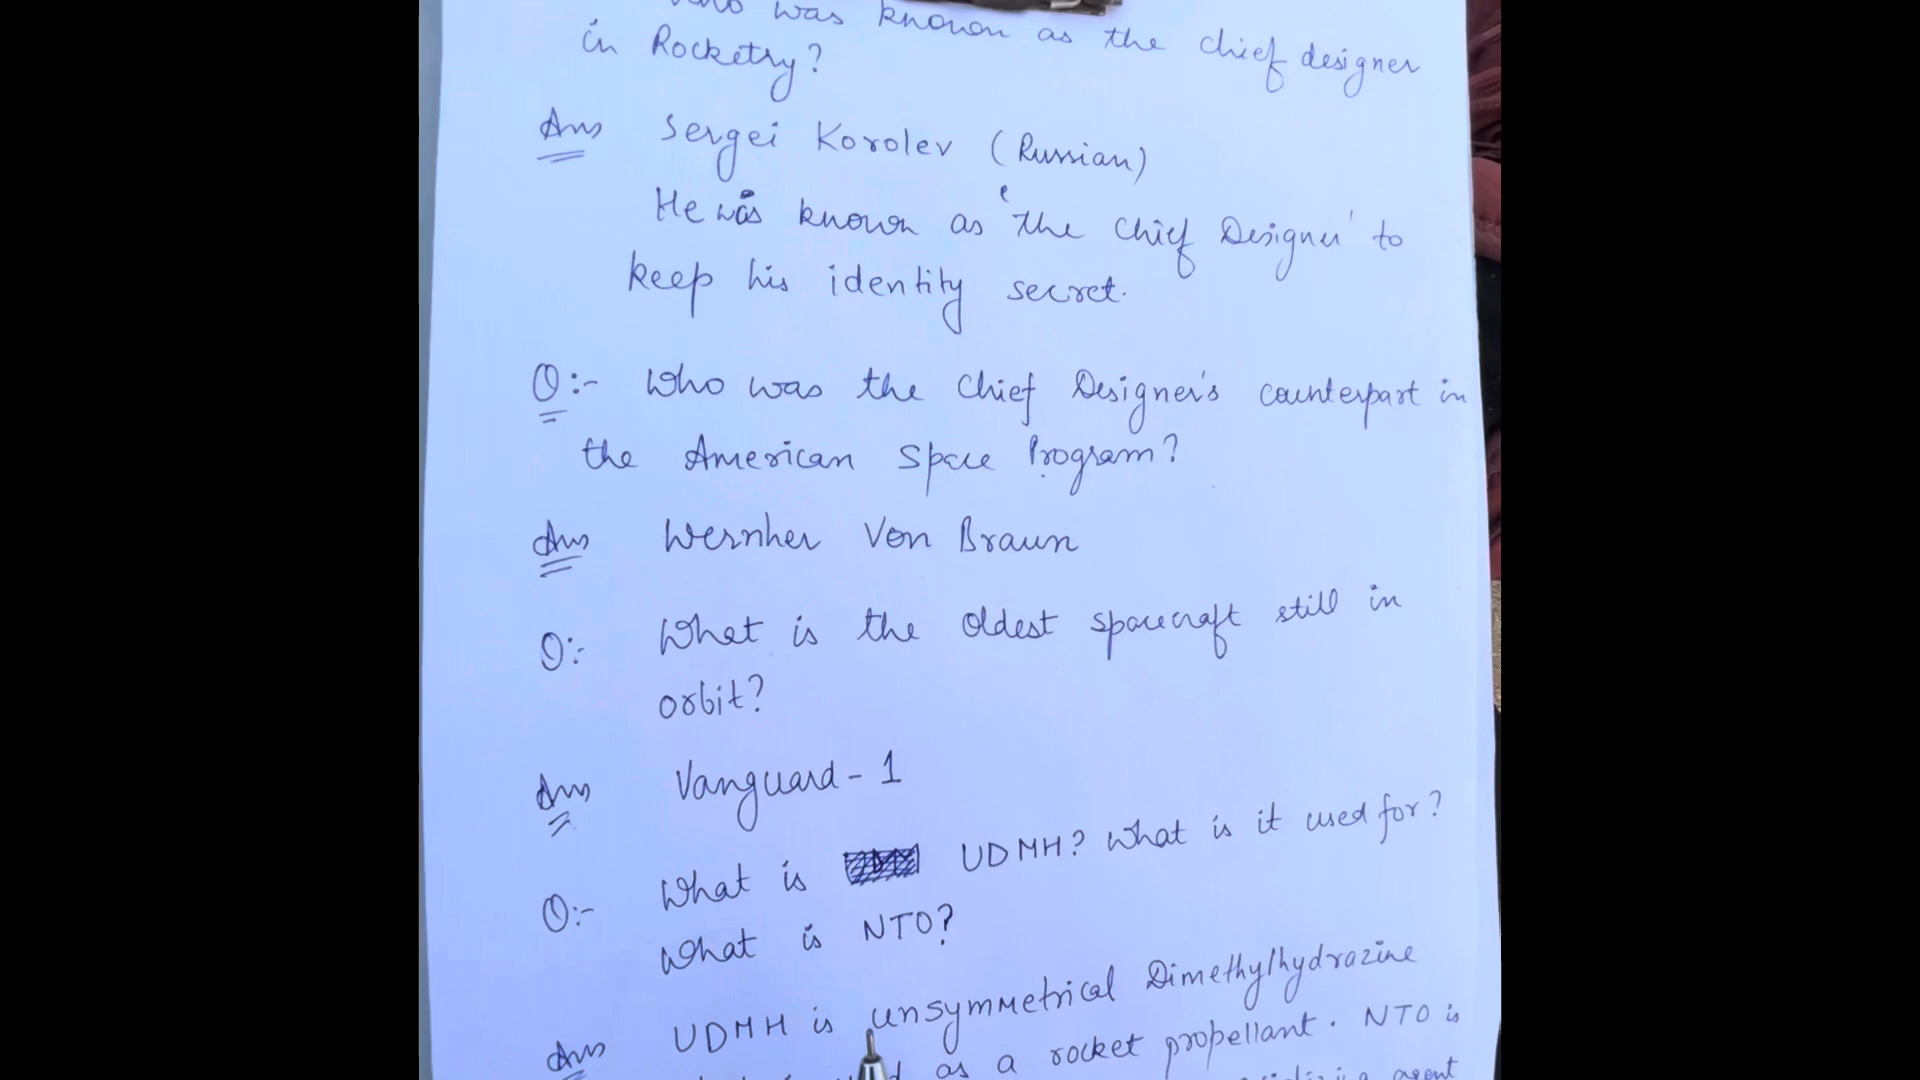 was known as the chief designer
in Rocketry?
Ans Sergei Korolev (Russian)
He was known as 'the Chief Designer' to
keep his identity secret.
Q:- Who was the Chief Designer's counterpart in
the American Space Program?
Ans Wernher Von Braun
Q:- What is the oldest spacecraft still in
orbit?
Ans Vanguard - 1
Q:- What is UDMH? What is it used for?
What is NTO?
Ans UDMH is unsymmetrical Dimethylhydrazine
as a rocket propellant. NTO is
agent